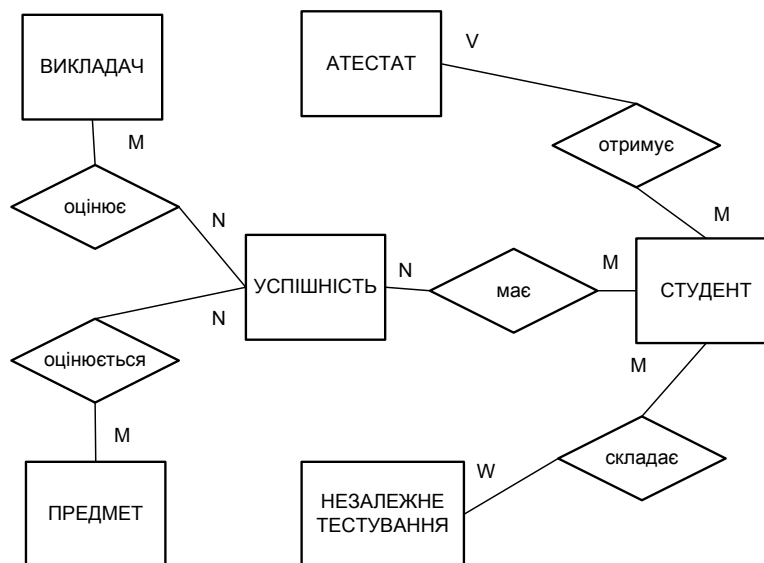 V
ВИКЛАДАЧ
АТЕСТАТ
M
отримує
оцінює
M
N
УСПІШНІСТЬ
N
має
M
СТУДЕНТ
N
оцінюється
M
M
складає
W
ПРЕДМЕТ
НЕЗАЛЕЖНЕ
ТЕСТУВАННЯ